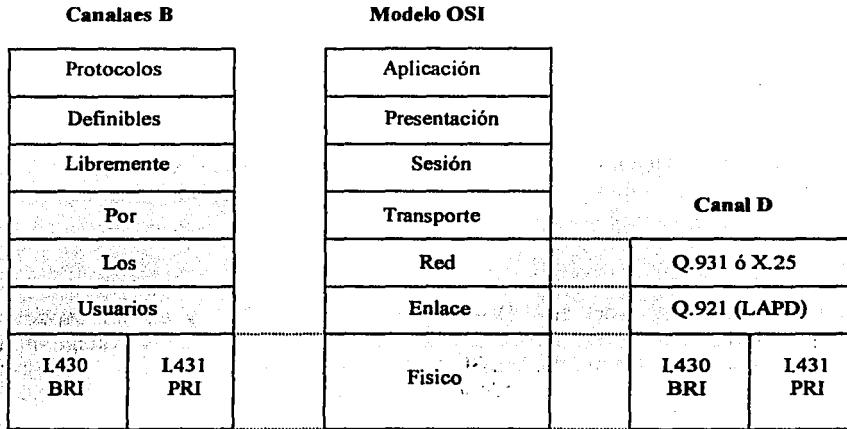 Canalaes B
Modelo OSI
Protocolos
Aplicación
Definibles
Presentación
Libremente
Sesión
Por
Transporte
Canal D
Los
Red
Q.931 ó X.25
Usuarios
Enlace
Q.921 (LAPD)
I.430
BRI
I.431
PRI
Fisico
I.430
BRI
I.431
PRI